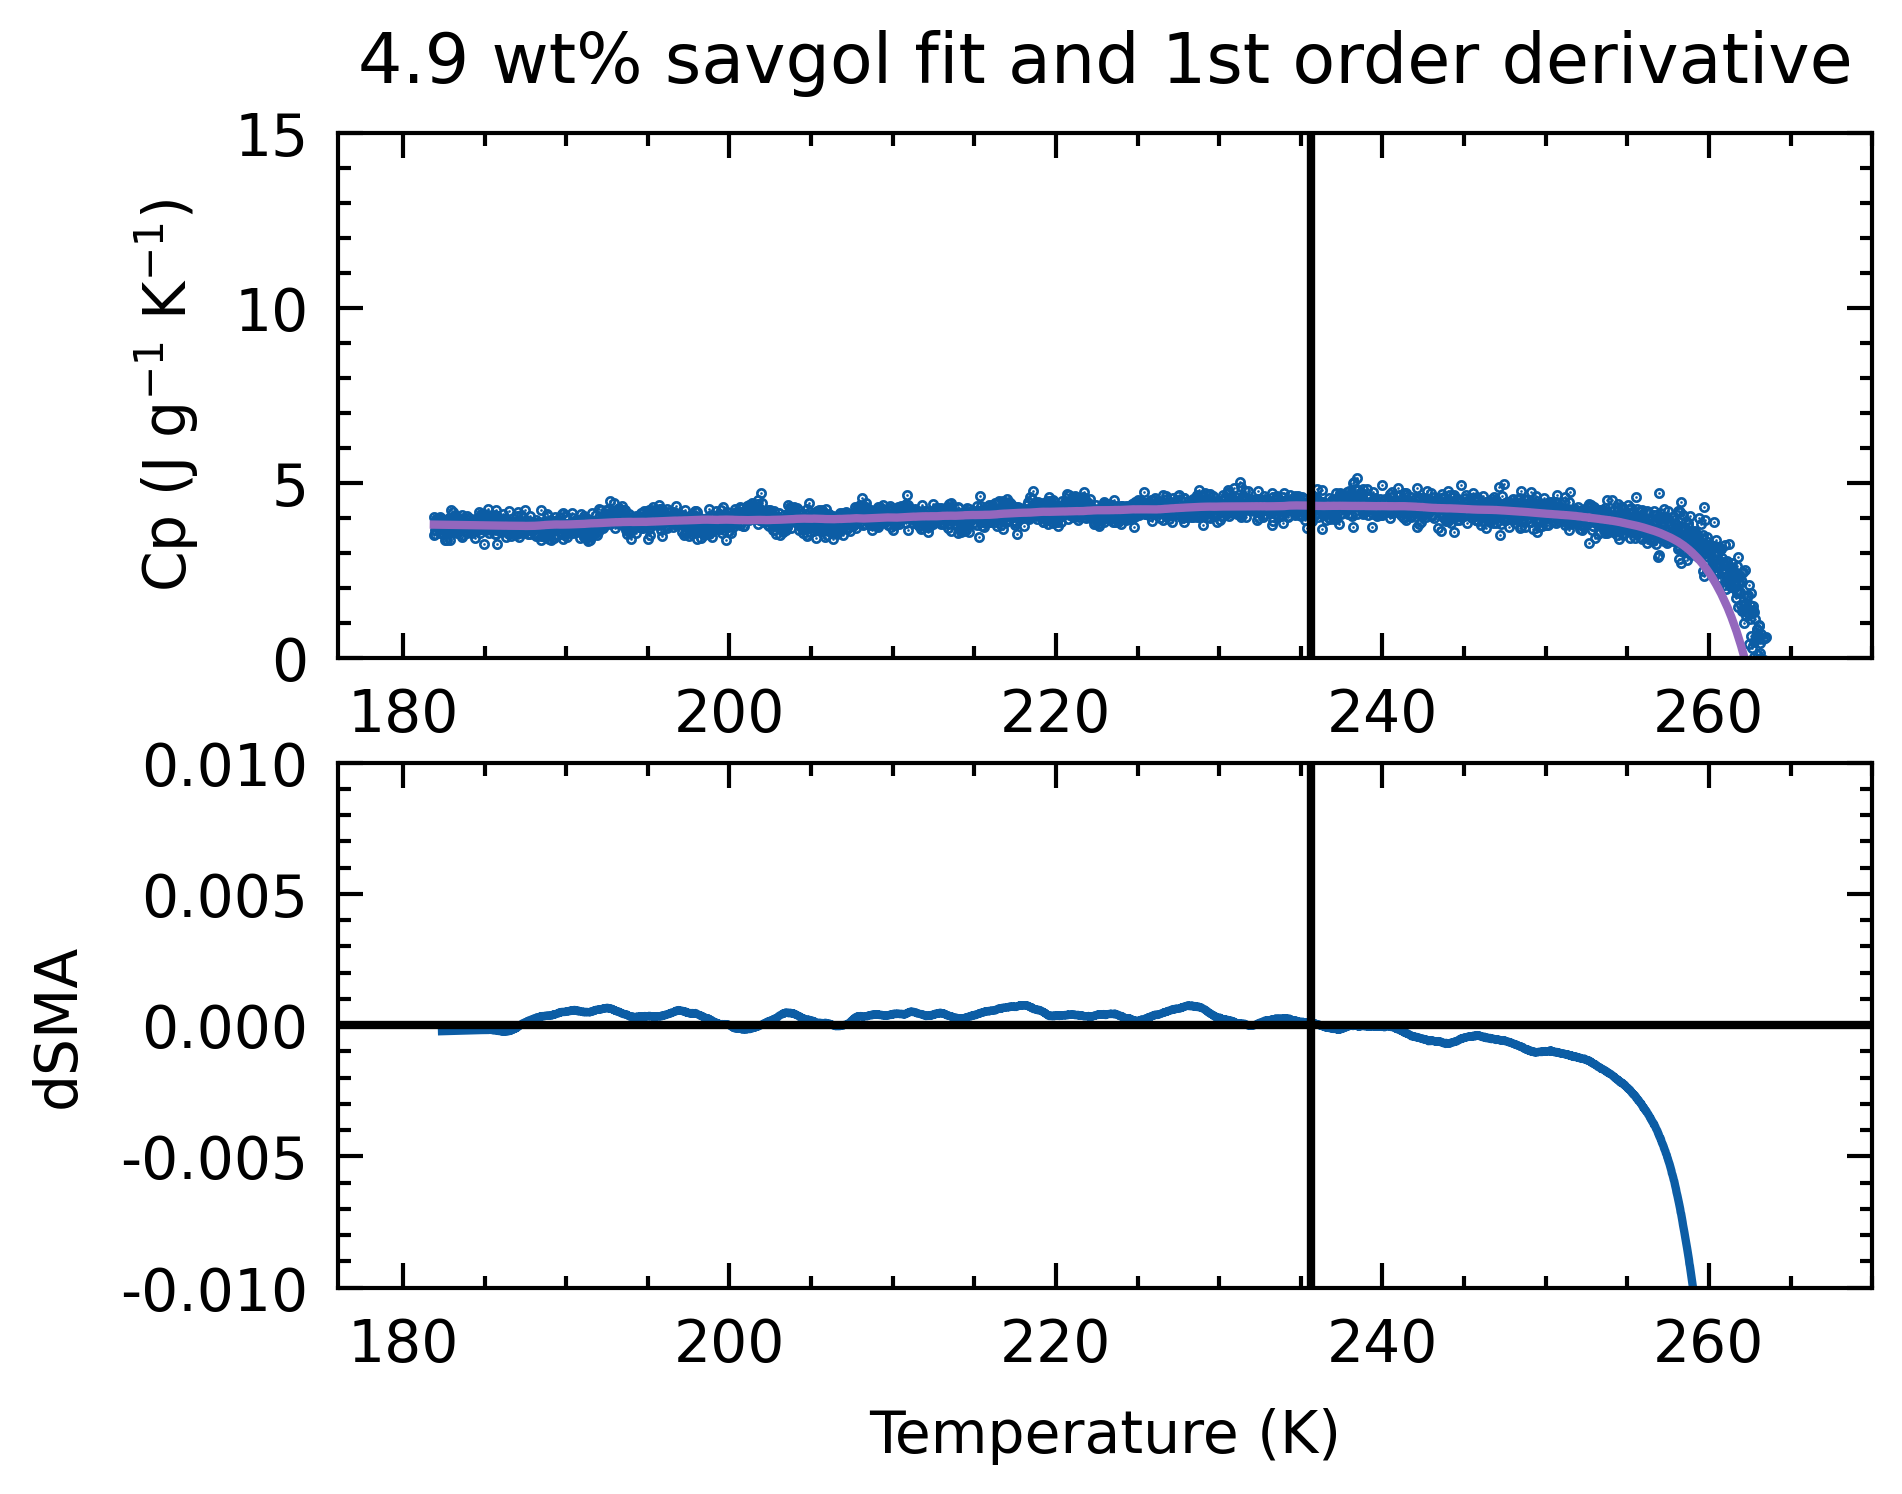 4.9 wt% savgol fit and 1st order derivative
15
10
5
0
Cp (J g⁻¹ K⁻¹)
180 200 220 240 260
0.010
0.005
0.000
-0.005
-0.010
dSMA
180 200 220 240 260
Temperature (K)